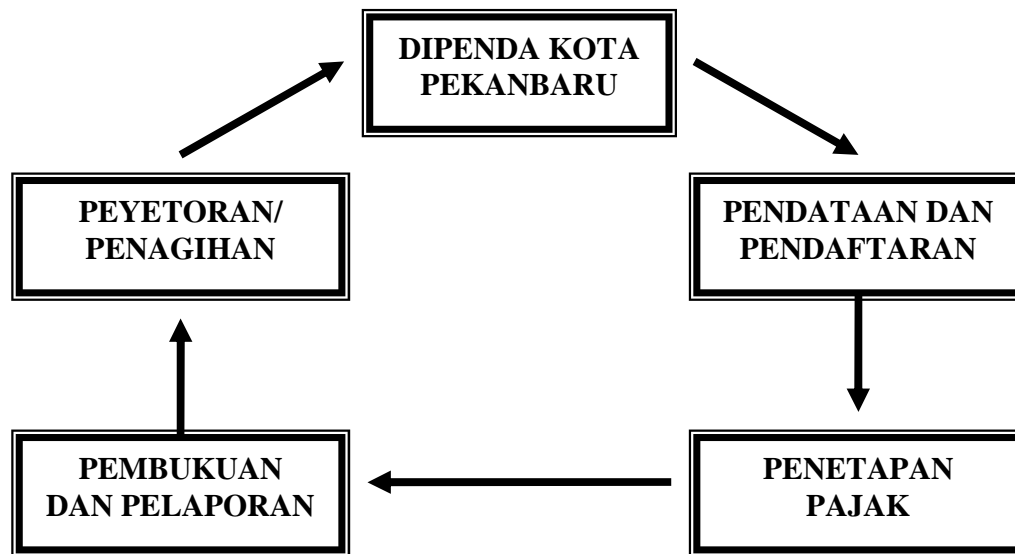 DIPENDA KOTA
PEKANBARU
PEYETORAN/
PENAGIHAN
PENDATAAN DAN
PENDAFTARAN
PEMBUKUAN
DAN PELAPORAN
PENETAPAN
PAJAK